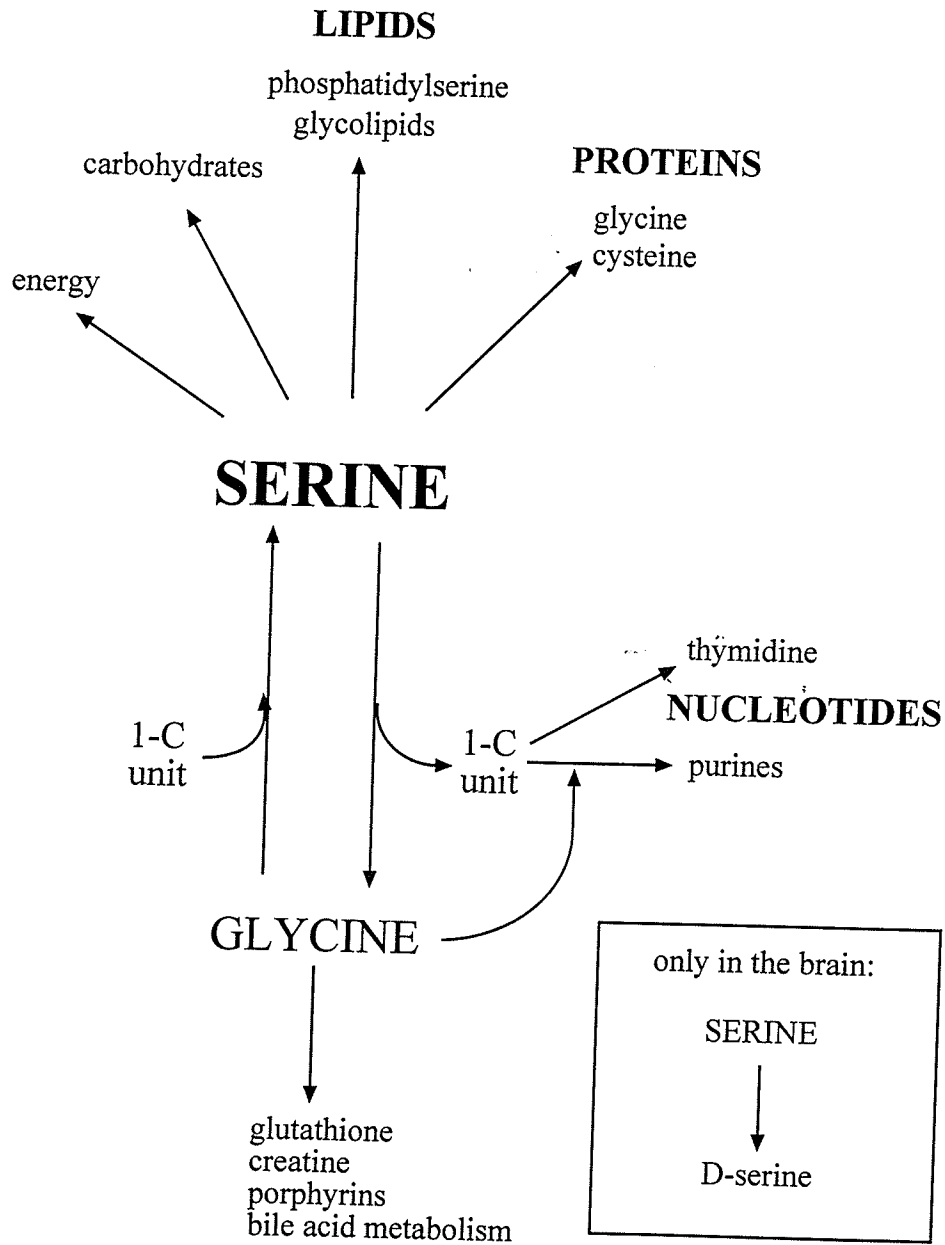 LIPIDS
phosphatidylserine
glycolipids
carbohydrates
PROTEINS
glycine
cysteine
energy
SERINE
1-C
unit
1-C
unit
thymidine
NUCLEOTIDES
purines
GLYCINE
glutathione
creatine
porphyrins
bile acid metabolism
only in the brain:
SERINE
D-serine